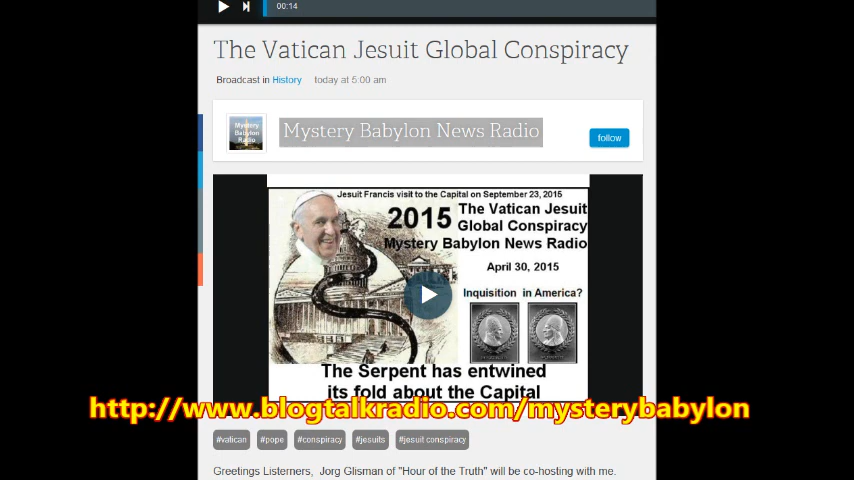 00:14
The Vatican Jesuit Global Conspiracy
Broadcast in History today at 5:00 am
Mystery Babylon Radio
Mystery Babylon News Radio
follow
Jesuit Francis visit to the Capital on September 23, 2015
2015
The Vatican Jesuit
Global Conspiracy
Mystery Babylon News Radio
April 30, 2015
Inquisition in America?
The Serpent has entwined
its fold about the Capital
http://www.blogtalkradio.com/mysterybabylon
#vatican #pope #conspiracy #jesuits #jesuit conspiracy
Greetings Listerners, Jorg Glisman of "Hour of the Truth" will be co-hosting with me.